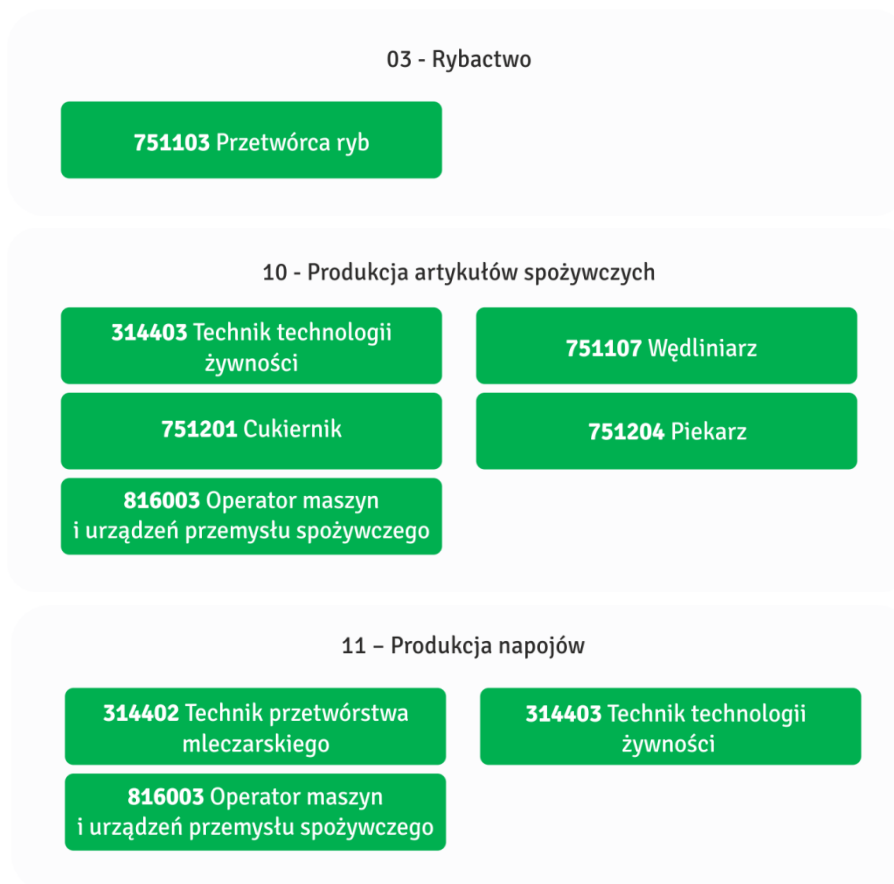 03 - Rybactwo
751103 Przetwórca ryb
10 - Produkcja artykułów spożywczych
314403 Technik technologii
żywności
751107 Wędliniarz
751201 Cukiernik
751204 Piekarz
816003 Operator maszyn
i urządzeń przemysłu spożywczego
11 – Produkcja napojów
314402 Technik przetwórstwa
mleczarskiego
314403 Technik technologii
żywności
816003 Operator maszyn
i urządzeń przemysłu spożywczego